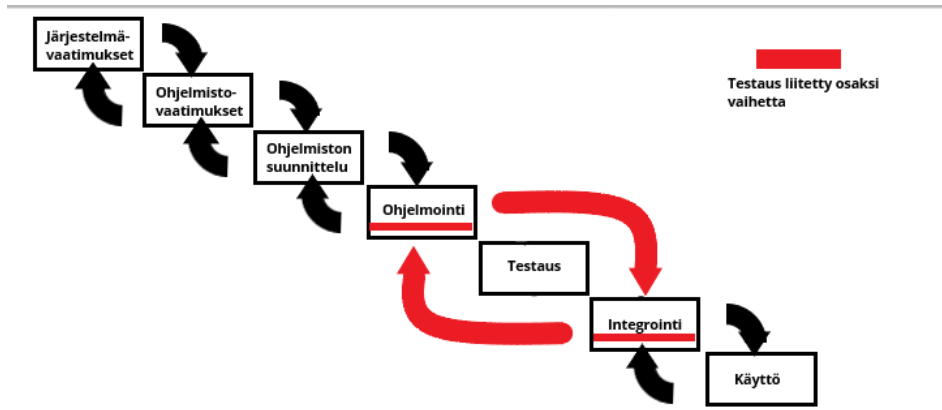 Järjestelmä-
vaatimukset
Ohjelmisto-
vaatimukset
Ohjelmiston
suunnittelu
Ohjelmointi
Testaus
Integrointi
Käyttö
Testaus liitetty osaksi
vaihetta